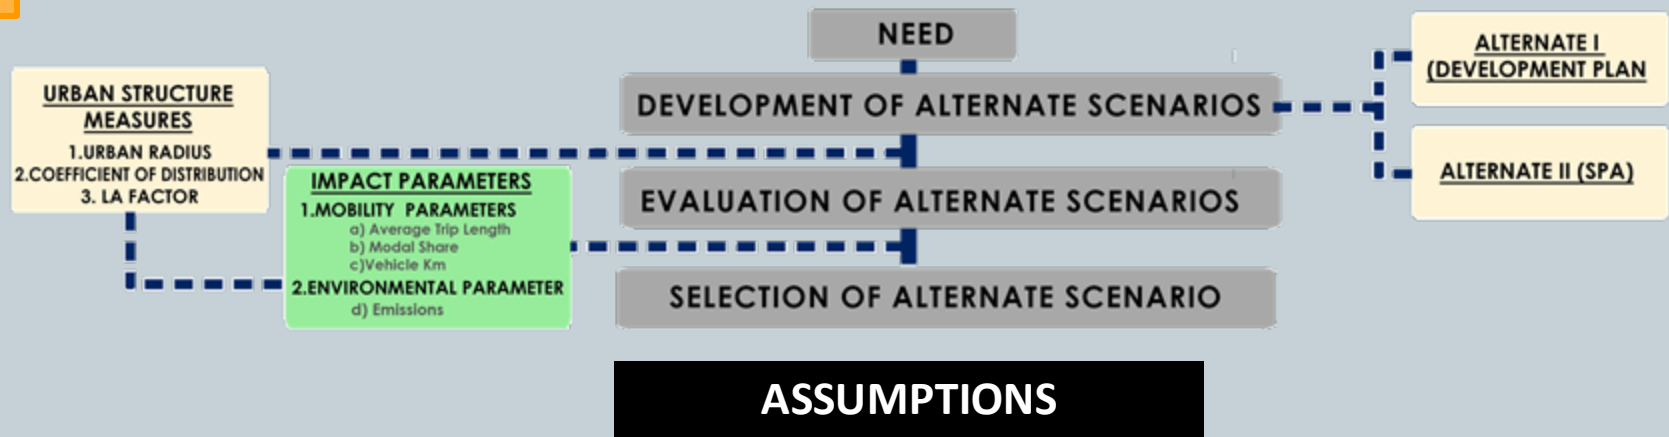 NEED
DEVELOPMENT OF ALTERNATE SCENARIOS
ALTERNATE I
(DEVELOPMENT PLAN
ALTERNATE II (SPA)
URBAN STRUCTURE
MEASURES
1.URBAN RADIUS
2.COEFFICIENT OF DISTRIBUTION
3. LA FACTOR
IMPACT PARAMETERS
1.MOBILITY PARAMETERS
a) Average Trip Length
b) Modal Share
c)Vehicle Km
2.ENVIRONMENTAL PARAMETER
d) Emissions
EVALUATION OF ALTERNATE SCENARIOS
SELECTION OF ALTERNATE SCENARIO
ASSUMPTIONS